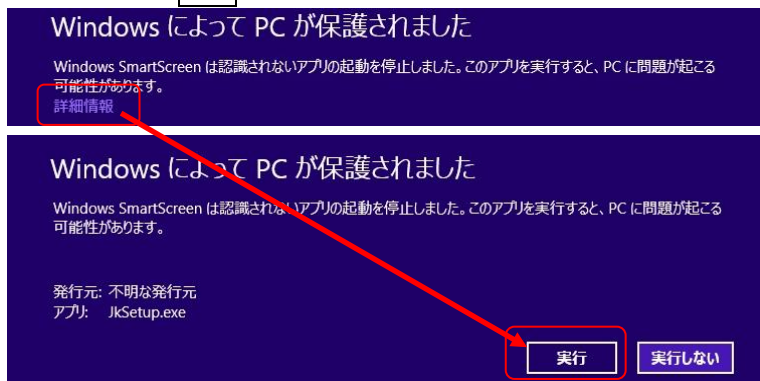 Windows によって PC が保護されました
Windows SmartScreen は認識されないアプリの起動を停止しました。このアプリを実行すると、PC に問題が起こる
可能性があります。
詳細情報
Windows によって PC が保護されました
Windows SmartScreen は認識されないアプリの起動を停止しました。このアプリを実行すると、PC に問題が起こる
可能性があります。
発行元: 不明な発行元
アプリ: JkSetup.exe
実行 実行しない